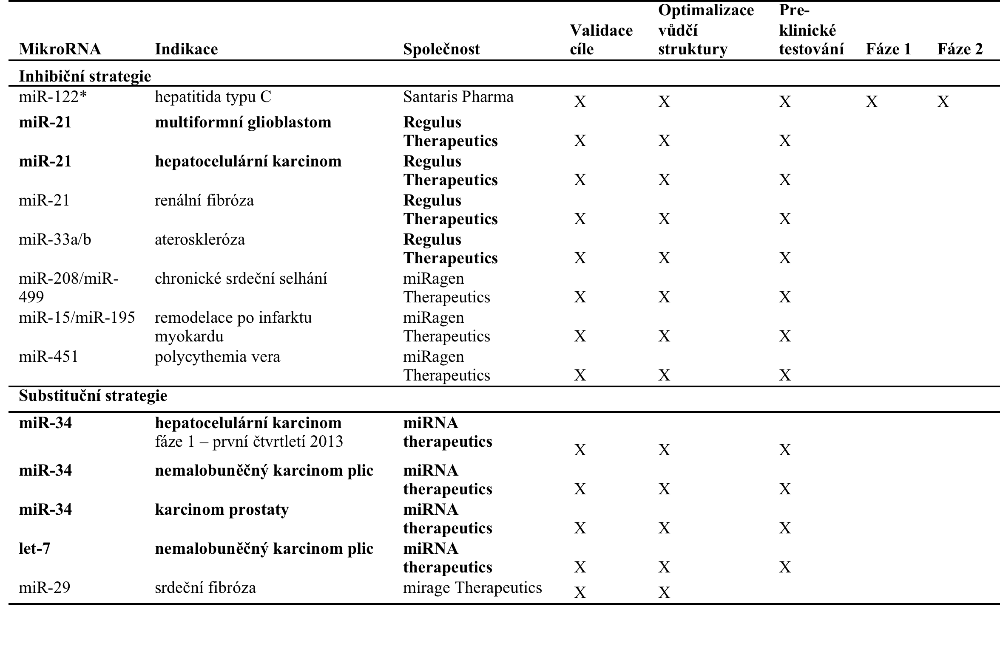 MikroRNA Indikace Společnost Validace cíle Optimalizace vůdčí struktury Pre-klinické testování Fáze 1 Fáze 2
Inhibiční strategie
miR-122* hepatitida typu C Santaris Pharma X X X X X
miR-21 multiformní glioblastom Regulus
Therapeutics X X X
miR-21 hepatocelulární karcinom Regulus
Therapeutics X X X
miR-21 renální fibróza Regulus
Therapeutics X X X
miR-33a/b ateroskleróza Regulus
Therapeutics X X X
miR-208/miR- chronické srdeční selhání miRagen
499 Therapeutics X X X
miR-15/miR-195 remodelace po infarktu miRagen
myokardu Therapeutics X X X
miR-451 polycythemia vera miRagen
Therapeutics X X X
Substituční strategie
miR-34 hepatocelulární karcinom miRNA
fáze 1 – první čtvrtletí 2013 therapeutics
X X X
miR-34 nemalobuněčný karcinom plic miRNA
therapeutics X X X
miR-34 karcinom prostaty miRNA
therapeutics X X X
let-7 nemalobuněčný karcinom plic miRNA
therapeutics X X X
miR-29 srdeční fibróza mirage Therapeutics X X